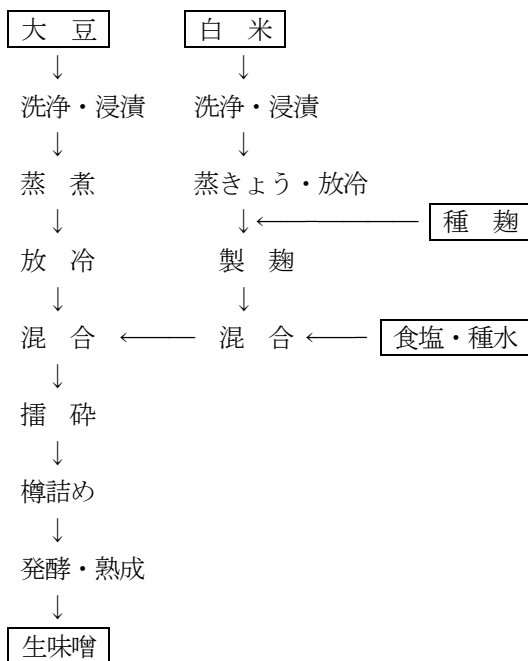 大 豆 白 米
↓ ↓
洗浄・浸漬 洗浄・浸漬
↓ ↓
蒸 煮 蒸きょう・放冷
↓ ↓ ← 種 麹
放 冷 製 麹
↓ ↓
混 合 ← 混 合 ← 食塩・種水
↓
擂 砕
↓
樽詰め
↓
発酵・熟成
↓
生味噌